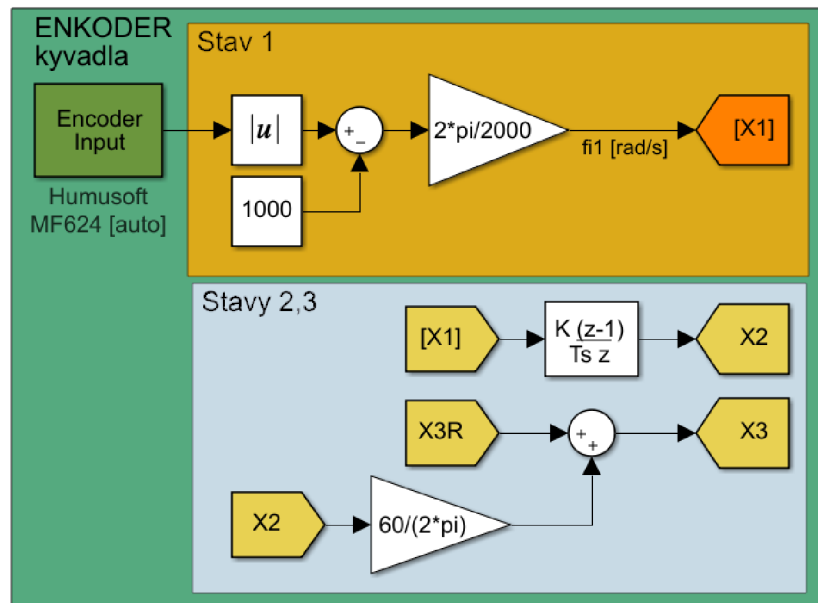 ENKODER
kyvadla
Encoder
Input
Humusoft
MF624 [auto]
Stav 1
|u|
+
−
1000
2*pi/2000
fi1 [rad/s]
[X1]
Stavy 2,3
[X1]
K (z-1)
Ts z
X2
X3R
+
+
X3
X2
60/(2*pi)